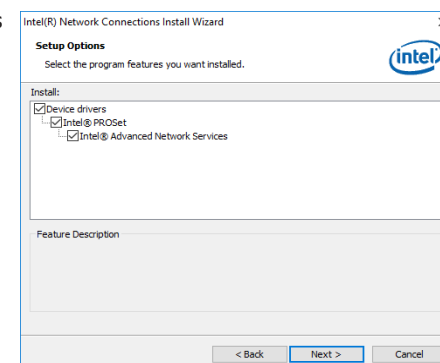 s
Intel(R) Network Connections Install Wizard
Setup Options
Select the program features you want installed.
intel
Install:
Device drivers
Intel® PROSet
Intel® Advanced Network Services
Feature Description
< Back
Next >
Cancel